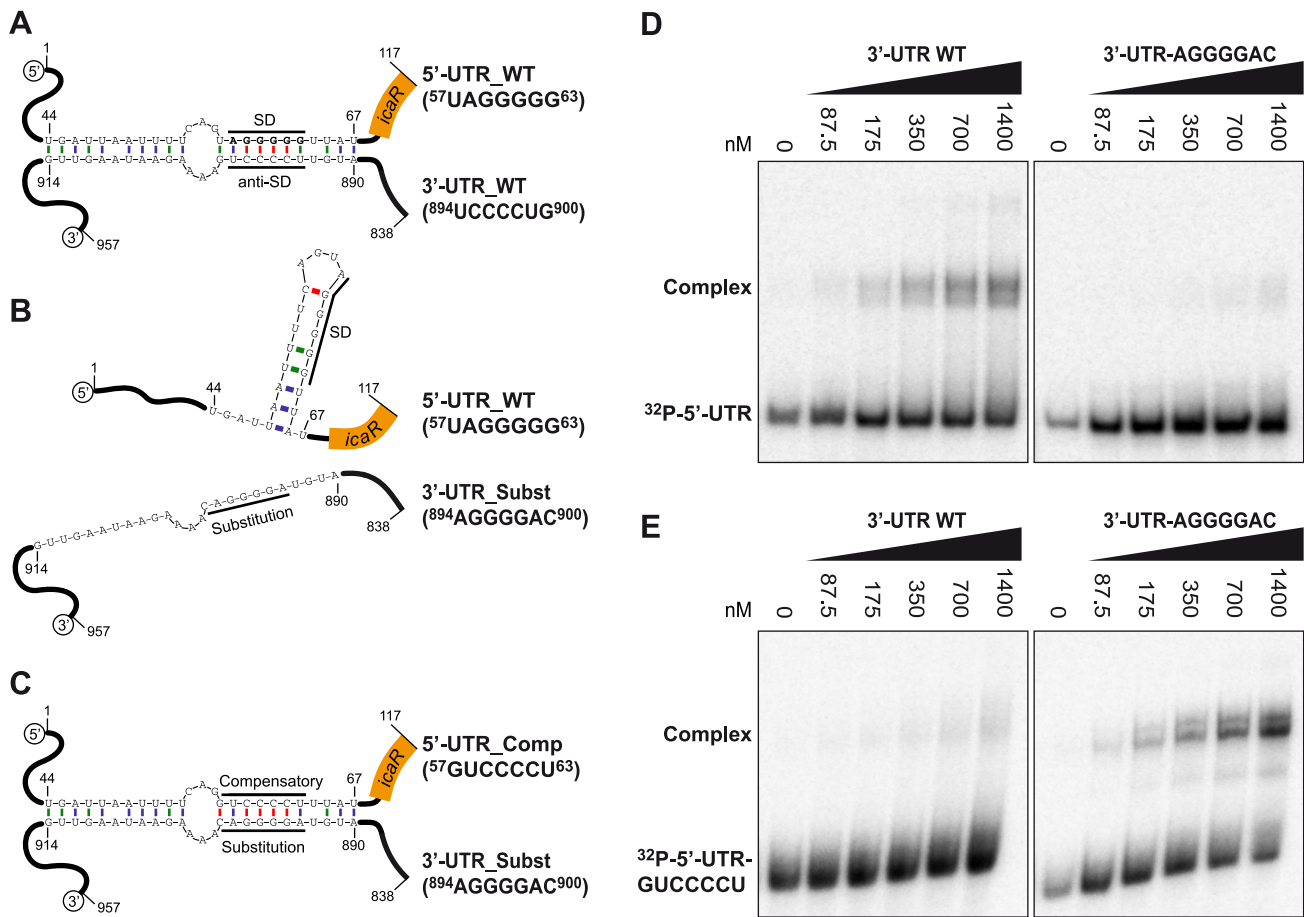 A
1
5'
44
U-G-A-U-U-A-A-U-U-U-U-C-A-G-U-A-G-G-G-G-G-U-U-A-U
SD
67
117
icaR
5'-UTR_WT
(⁵⁷UAGGGGG⁶³)
G-U-U-G-A-A-U-A-A-G-A-A-A-G-U-C-C-C-C-U-U-G-U-A
914
anti-SD
890
3'-UTR_WT
(⁸⁹⁴UCCCCUG⁹⁰⁰)
838
3'
957
B
SD
1
5'
44
67
117
icaR
5'-UTR_WT
(⁵⁷UAGGGGG⁶³)
890
Substitution
3'-UTR_Subst
(⁸⁹⁴AGGGGAC⁹⁰⁰)
838
914
3'
957
C
1
5'
44
Compensatory
67
117
icaR
5'-UTR_Comp
(⁵⁷GUCCCCU⁶³)
914
Substitution
890
3'-UTR_Subst
(⁸⁹⁴AGGGGAC⁹⁰⁰)
838
3'
957
D
3'-UTR WT
3'-UTR-AGGGGAC
nM
0 87.5 175 350 700 1400
0 87.5 175 350 700 1400
Complex
³²P-5'-UTR
E
3'-UTR WT
3'-UTR-AGGGGAC
nM
0 87.5 175 350 700 1400
0 87.5 175 350 700 1400
Complex
³²P-5'-UTR-
GUCCCCU